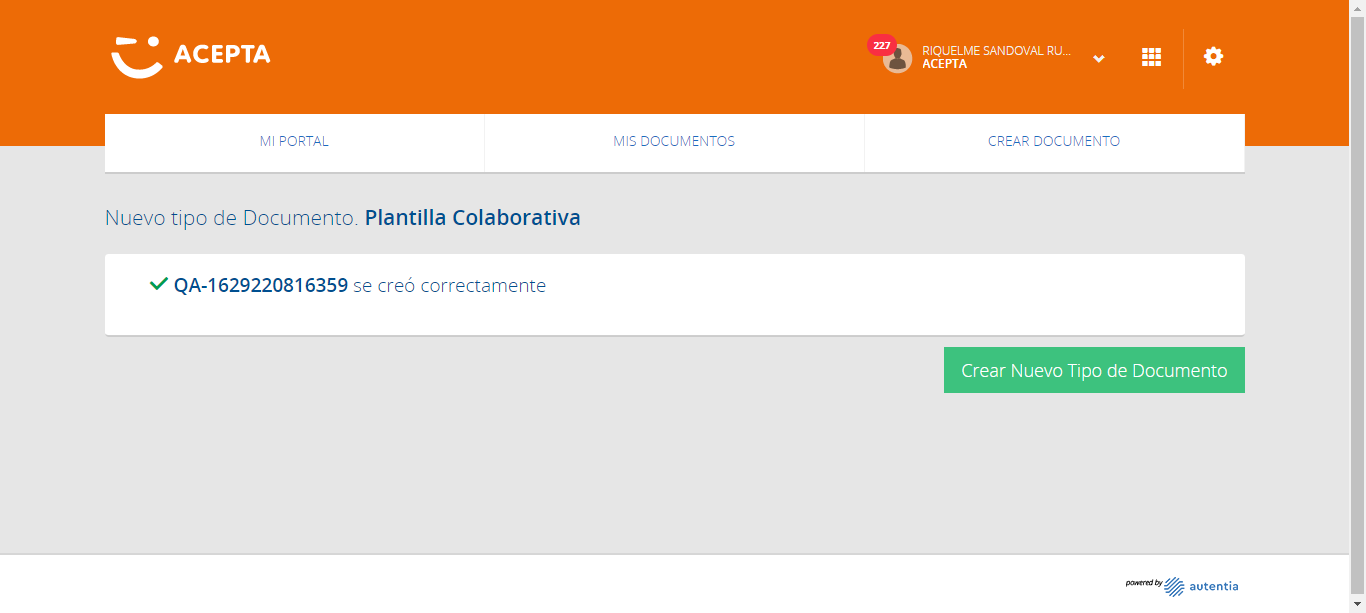 ACEPTA
227
RIQUELME SANDOVAL RU...
ACEPTA
MI PORTAL
MIS DOCUMENTOS
CREAR DOCUMENTO
Nuevo tipo de Documento. Plantilla Colaborativa
QA-1629220816359 se creó correctamente
Crear Nuevo Tipo de Documento
powered by autentia